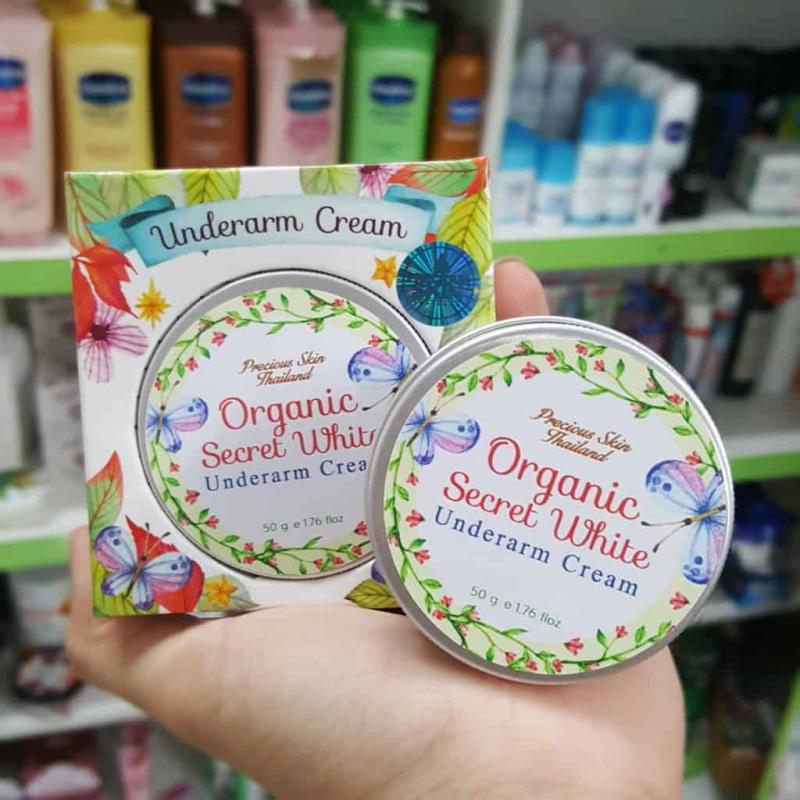 Underarm Cream
Precious Skin
Thailand
Organic
Secret White
Underarm Cream
50 g e 1.76 floz
Precious Skin
Thailand
Organic
Secret White
Underarm Cream
50 g e 1.76 floz